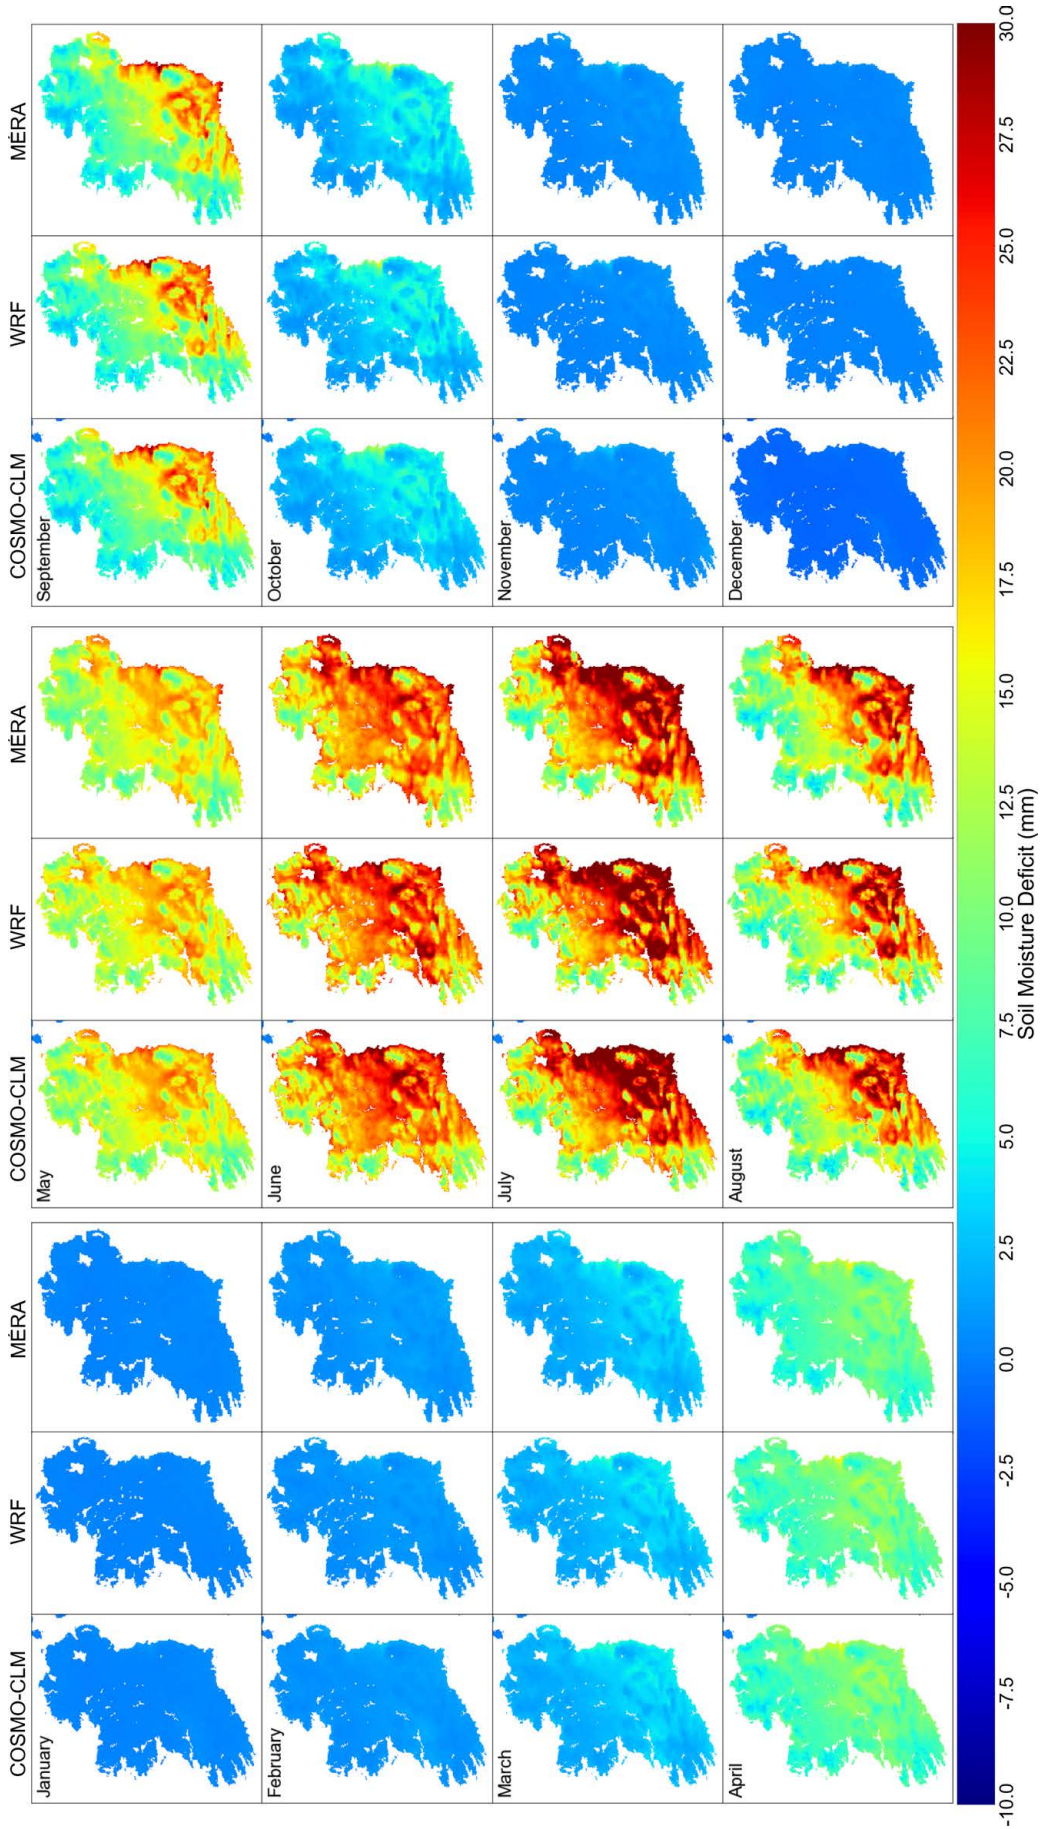 COSMO-CLM WRF MÉRA COSMO-CLM WRF MÉRA COSMO-CLM WRF MÉRA
January May September
February June October
March July November
April August December
-10.0 -7.5 -5.0 -2.5 0.0 2.5 5.0 7.5 10.0 12.5 15.0 17.5 20.0 22.5 25.0 27.5 30.0
Soil Moisture Deficit (mm)